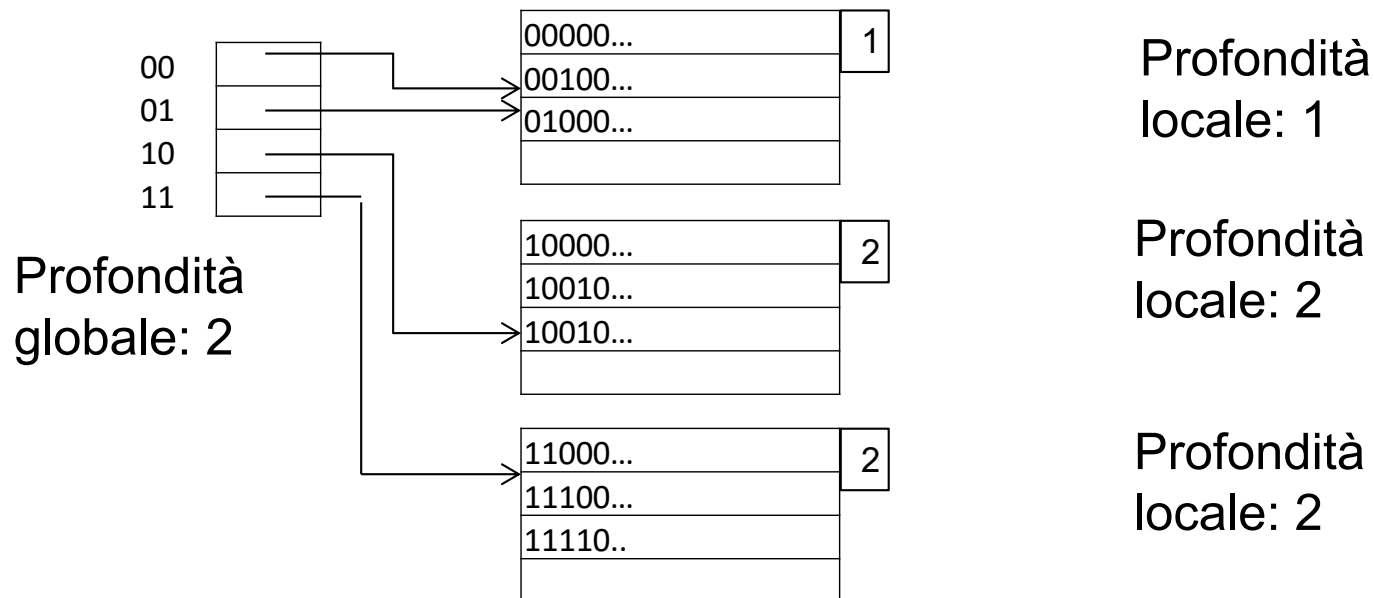 00
01
10
11
Profondità
globale: 2
00000...
00100...
01000...
1
Profondità
locale: 1
10000...
10010...
10010...
2
Profondità
locale: 2
11000...
11100...
11110..
2
Profondità
locale: 2